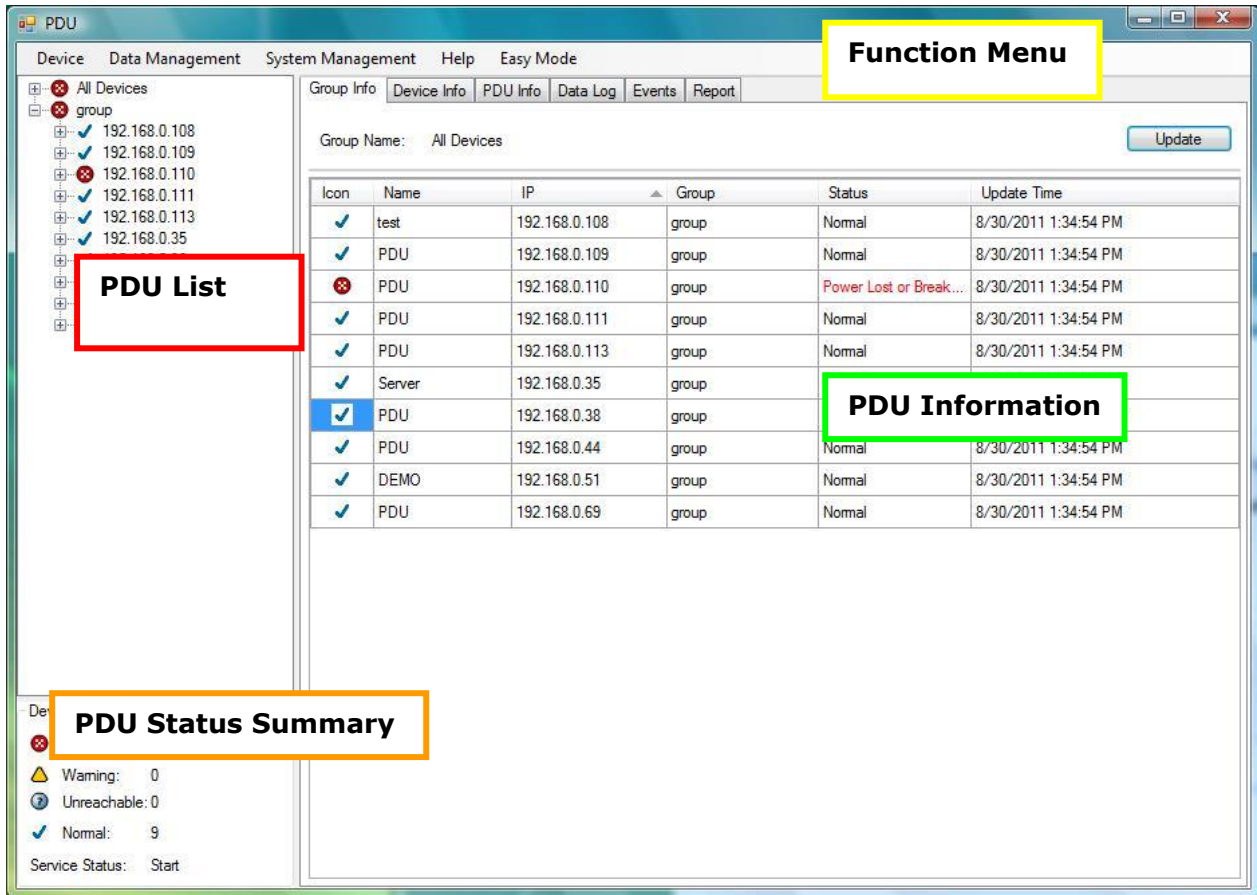 PDU
Device Data Management System Management Help Easy Mode
Function Menu
All Devices
group
192.168.0.108
192.168.0.109
192.168.0.110
192.168.0.111
192.168.0.113
192.168.0.35
PDU List
Group Info Device Info PDU Info Data Log Events Report
Group Name: All Devices
Update
Icon Name IP Group Status Update Time
test 192.168.0.108 group Normal 8/30/2011 1:34:54 PM
PDU 192.168.0.109 group Normal 8/30/2011 1:34:54 PM
PDU 192.168.0.110 group Power Lost or Break... 8/30/2011 1:34:54 PM
PDU 192.168.0.111 group Normal 8/30/2011 1:34:54 PM
PDU 192.168.0.113 group Normal 8/30/2011 1:34:54 PM
Server 192.168.0.35 group
PDU 192.168.0.38 group
PDU Information
PDU 192.168.0.44 group Normal 8/30/2011 1:34:54 PM
DEMO 192.168.0.51 group Normal 8/30/2011 1:34:54 PM
PDU 192.168.0.69 group Normal 8/30/2011 1:34:54 PM
PDU Status Summary
Warning: 0
Unreachable: 0
Normal: 9
Service Status: Start